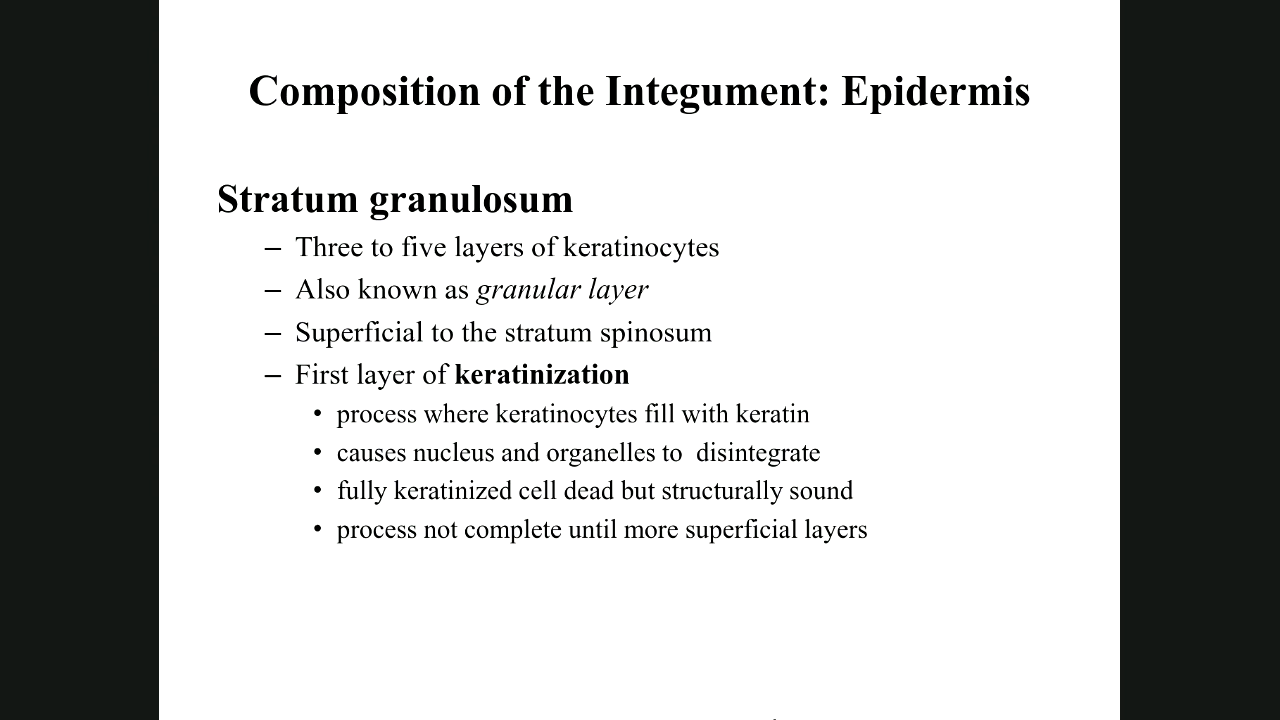 Composition of the Integument: Epidermis
Stratum granulosum
– Three to five layers of keratinocytes
– Also known as granular layer
– Superficial to the stratum spinosum
– First layer of keratinization
• process where keratinocytes fill with keratin
• causes nucleus and organelles to  disintegrate
• fully keratinized cell dead but structurally sound
• process not complete until more superficial layers